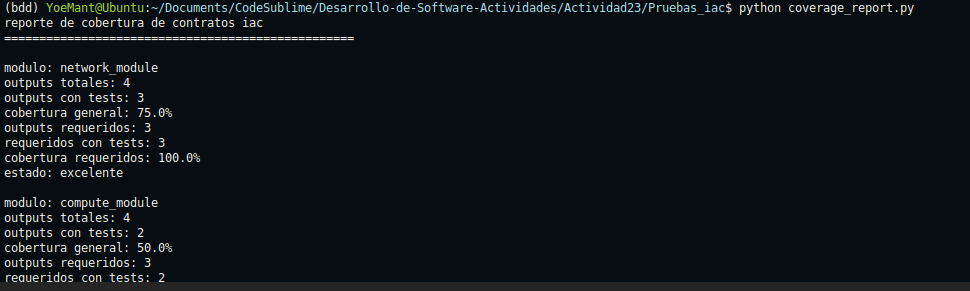 (bdd) YoeMant@Ubuntu:~/Documents/CodeSublime/Desarrollo-de-Software-Actividades/Actividad23/Pruebas_iac$ python coverage_report.py
reporte de cobertura de contratos iac
==================================================
modulo: network_module
outputs totales: 4
outputs con tests: 3
cobertura general: 75.0%
outputs requeridos: 3
requeridos con tests: 3
cobertura requeridos: 100.0%
estado: excelente
modulo: compute_module
outputs totales: 4
outputs con tests: 2
cobertura general: 50.0%
outputs requeridos: 3
requeridos con tests: 2